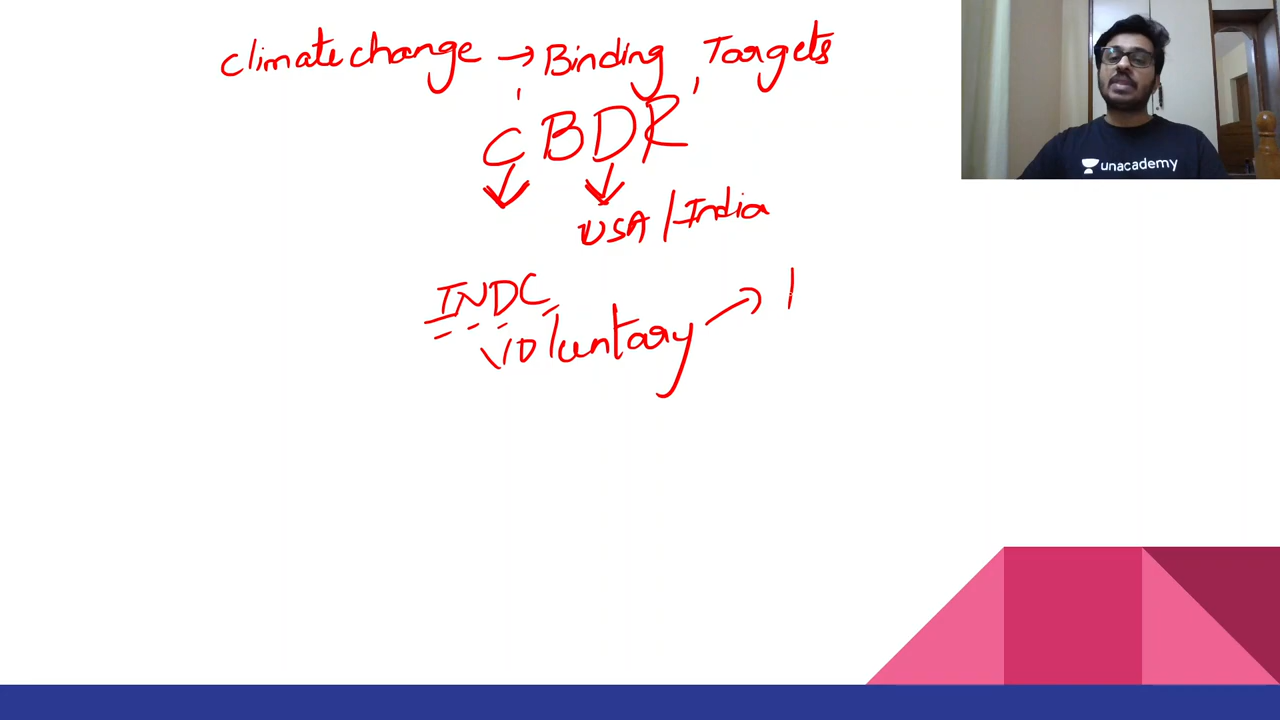 climate change → Binding Targets
CBDR
USA / India
INDC
Voluntary →
unacademy